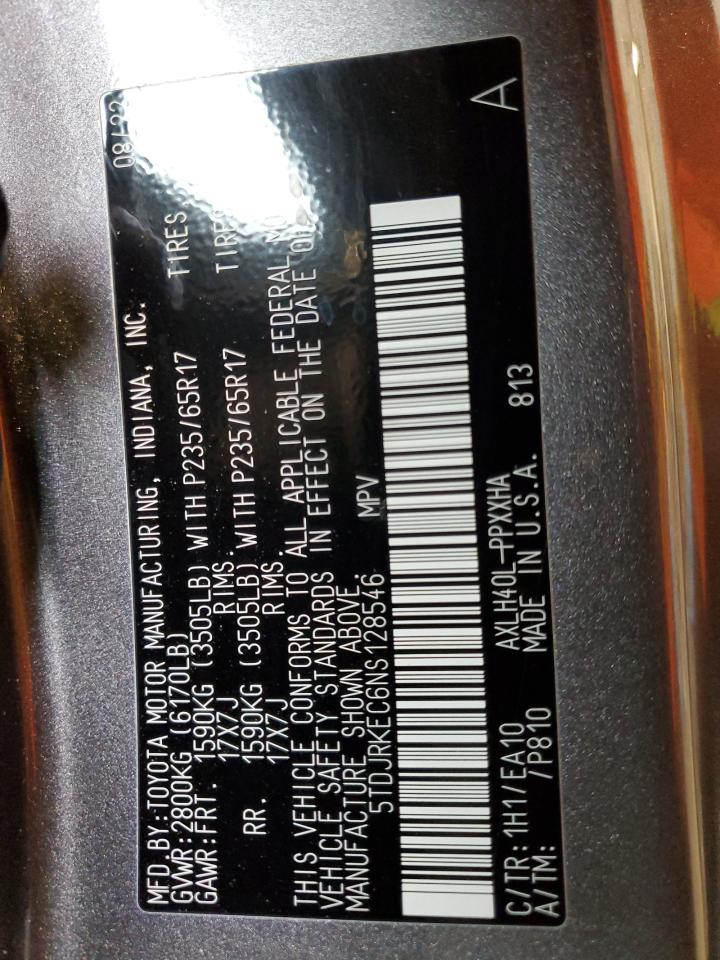 MFD.BY:TOYOTA MOTOR MANUFACTURING, INDIANA, INC. 08/22
GVWR:2800KG (6170LB)
GAWR:FRT. 1590KG (3505LB) WITH P235/65R17 TIRES
17X7J RIMS.
RR. 1590KG (3505LB) WITH P235/65R17 TIRES
17X7J RIMS.
THIS VEHICLE CONFORMS TO ALL APPLICABLE FEDERAL MO
VEHICLE SAFETY STANDARDS IN EFFECT ON THE DATE OF
MANUFACTURE SHOWN ABOVE.
5TDJRKEC6NS128546 MPV
C/TR:1H1/EA10 AXLH40L-PPXXHA 813 A
A/TM: /P810 MADE IN U.S.A.